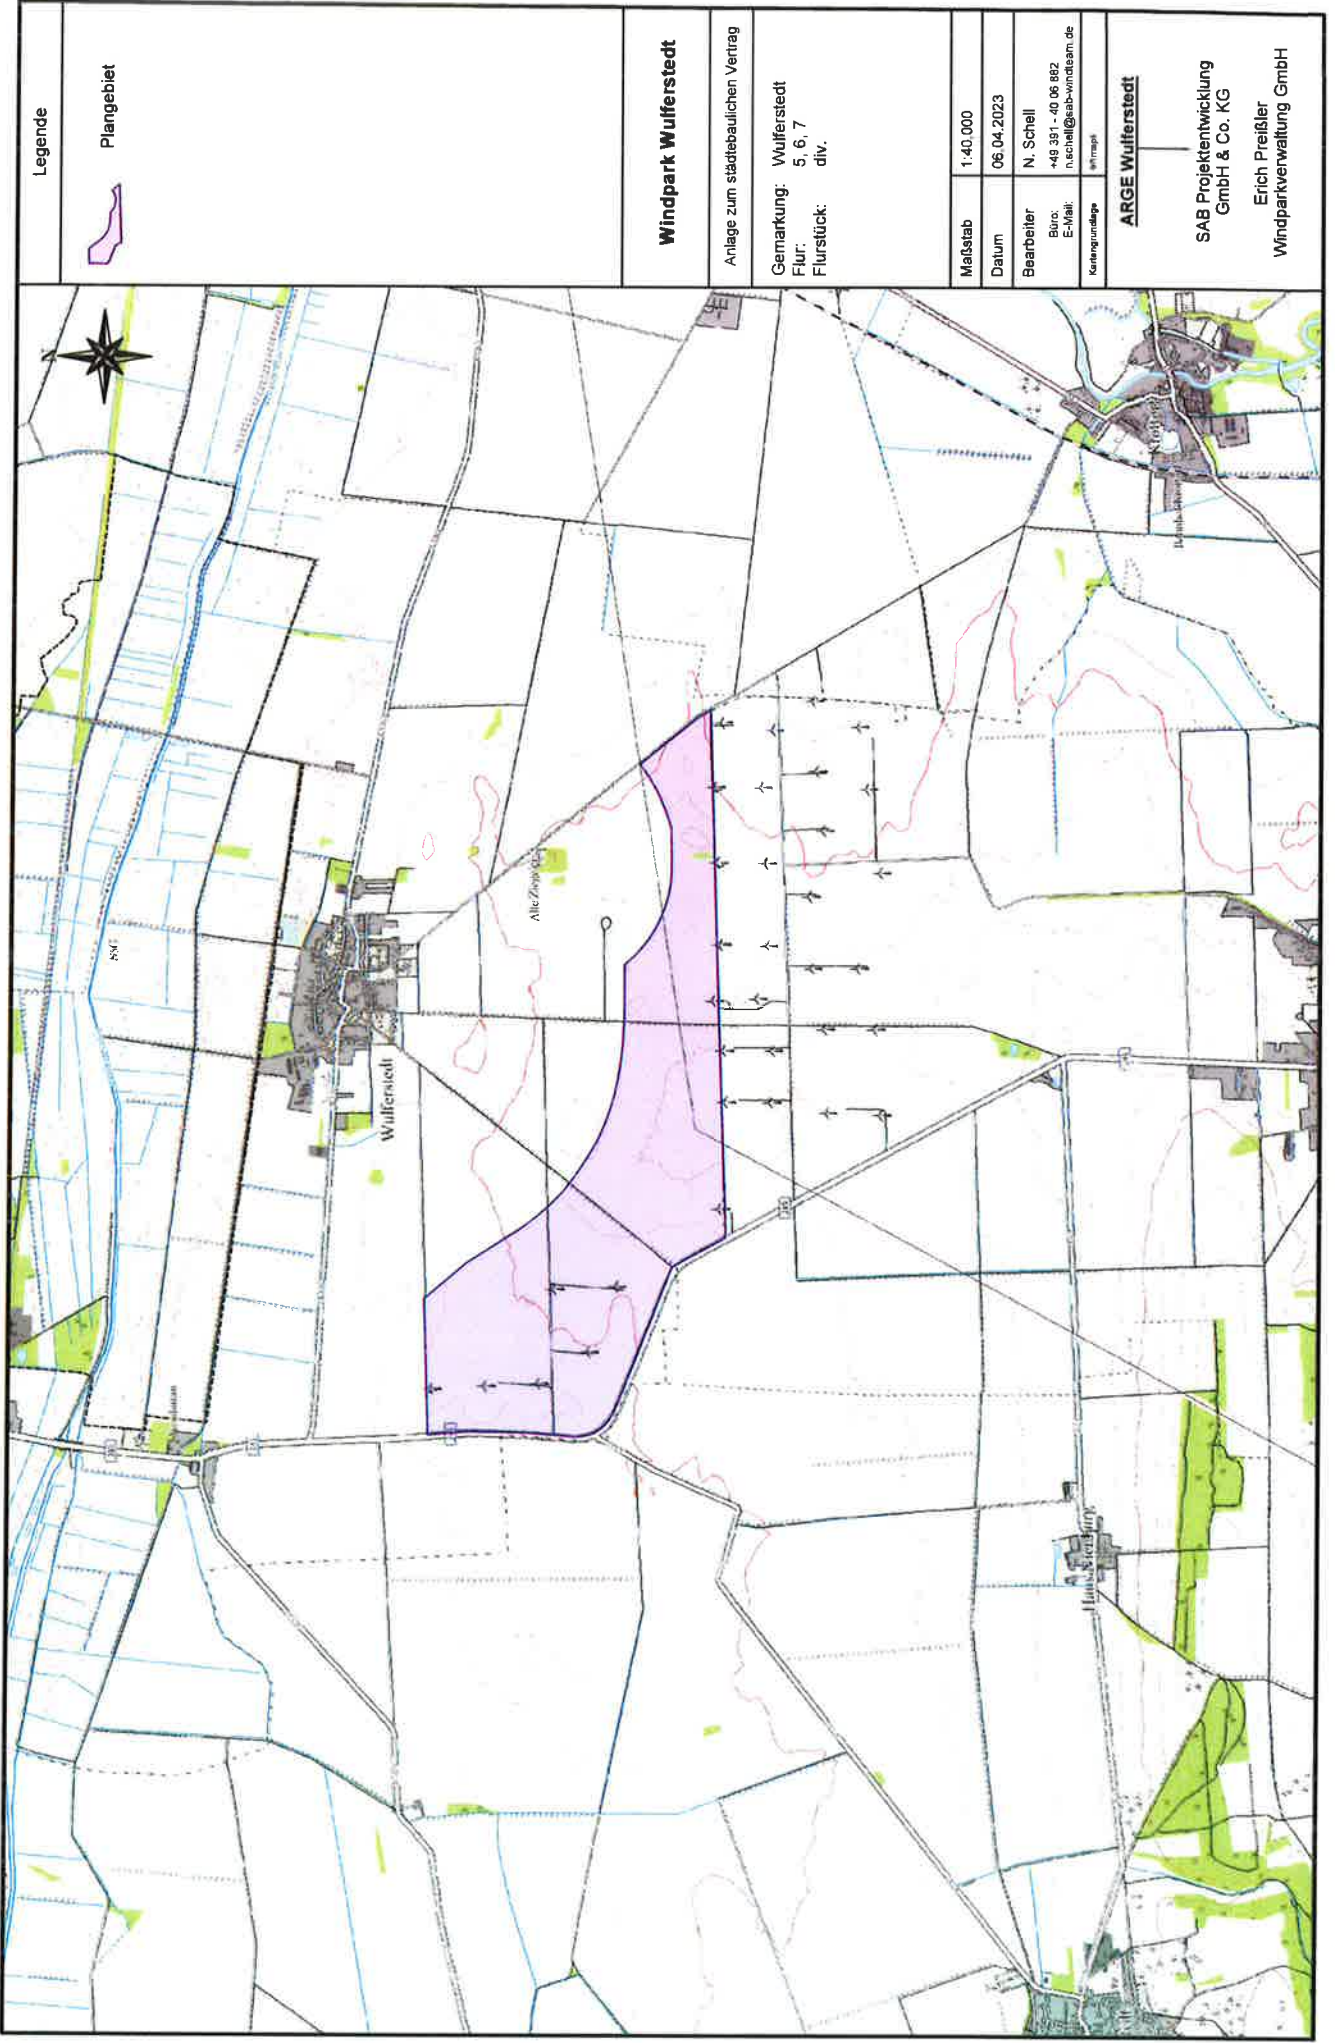 Legende
Plangebiet
Windpark Wulferstedt
Anlage zum städtebaulichen Vertrag
Gemarkung: Wulferstedt
Flur: 5, 6, 7
Flurstück: div.
Maßstab 1:40.000
Datum 06.04.2023
Bearbeiter N. Schell
Büro: +49 391 - 40 06 882
E-Mail: n.schell@sab-windteam.de
Kartengrundlage
ARGE Wulferstedt
SAB Projektentwicklung
GmbH & Co. KG
Erich Preißler
Windparkverwaltung GmbH
N
Wulferstedt